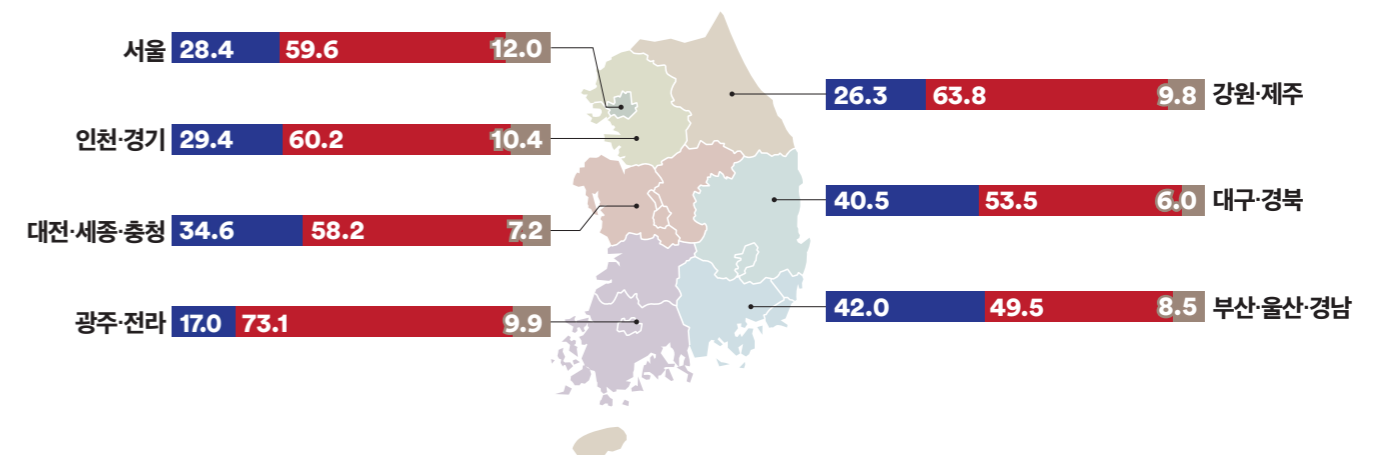 서울 28.4 59.6 12.0
인천·경기 29.4 60.2 10.4
대전·세종·충청 34.6 58.2 7.2
광주·전라 17.0 73.1 9.9
26.3 63.8 9.8 강원·제주
40.5 53.5 6.0 대구·경북
42.0 49.5 8.5 부산·울산·경남